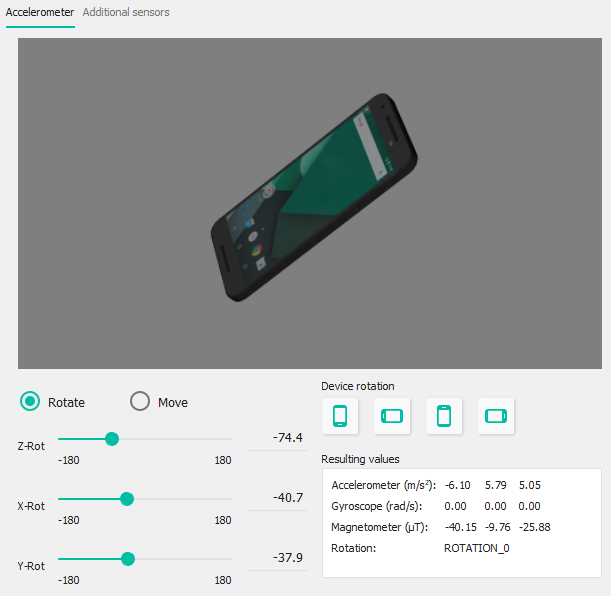 Accelerometer Additional sensors
Rotate Move
Z-Rot -74.4
-180 180
X-Rot -40.7
-180 180
Y-Rot -37.9
-180 180
Device rotation
Resulting values
Accelerometer (m/s²): -6.10 5.79 5.05
Gyroscope (rad/s): 0.00 0.00 0.00
Magnetometer (μT): -40.15 -9.76 -25.88
Rotation: ROTATION_0